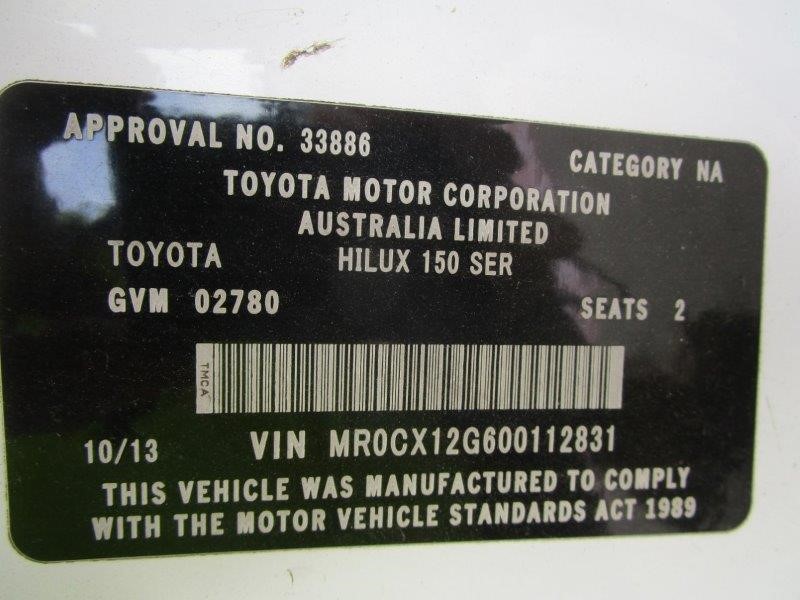 APPROVAL NO. 33886 CATEGORY NA
TOYOTA MOTOR CORPORATION
AUSTRALIA LIMITED
TOYOTA HILUX 150 SER
GVM 02780 SEATS 2
TMCA
10/13 VIN MR0CX12G600112831
THIS VEHICLE WAS MANUFACTURED TO COMPLY
WITH THE MOTOR VEHICLE STANDARDS ACT 1989